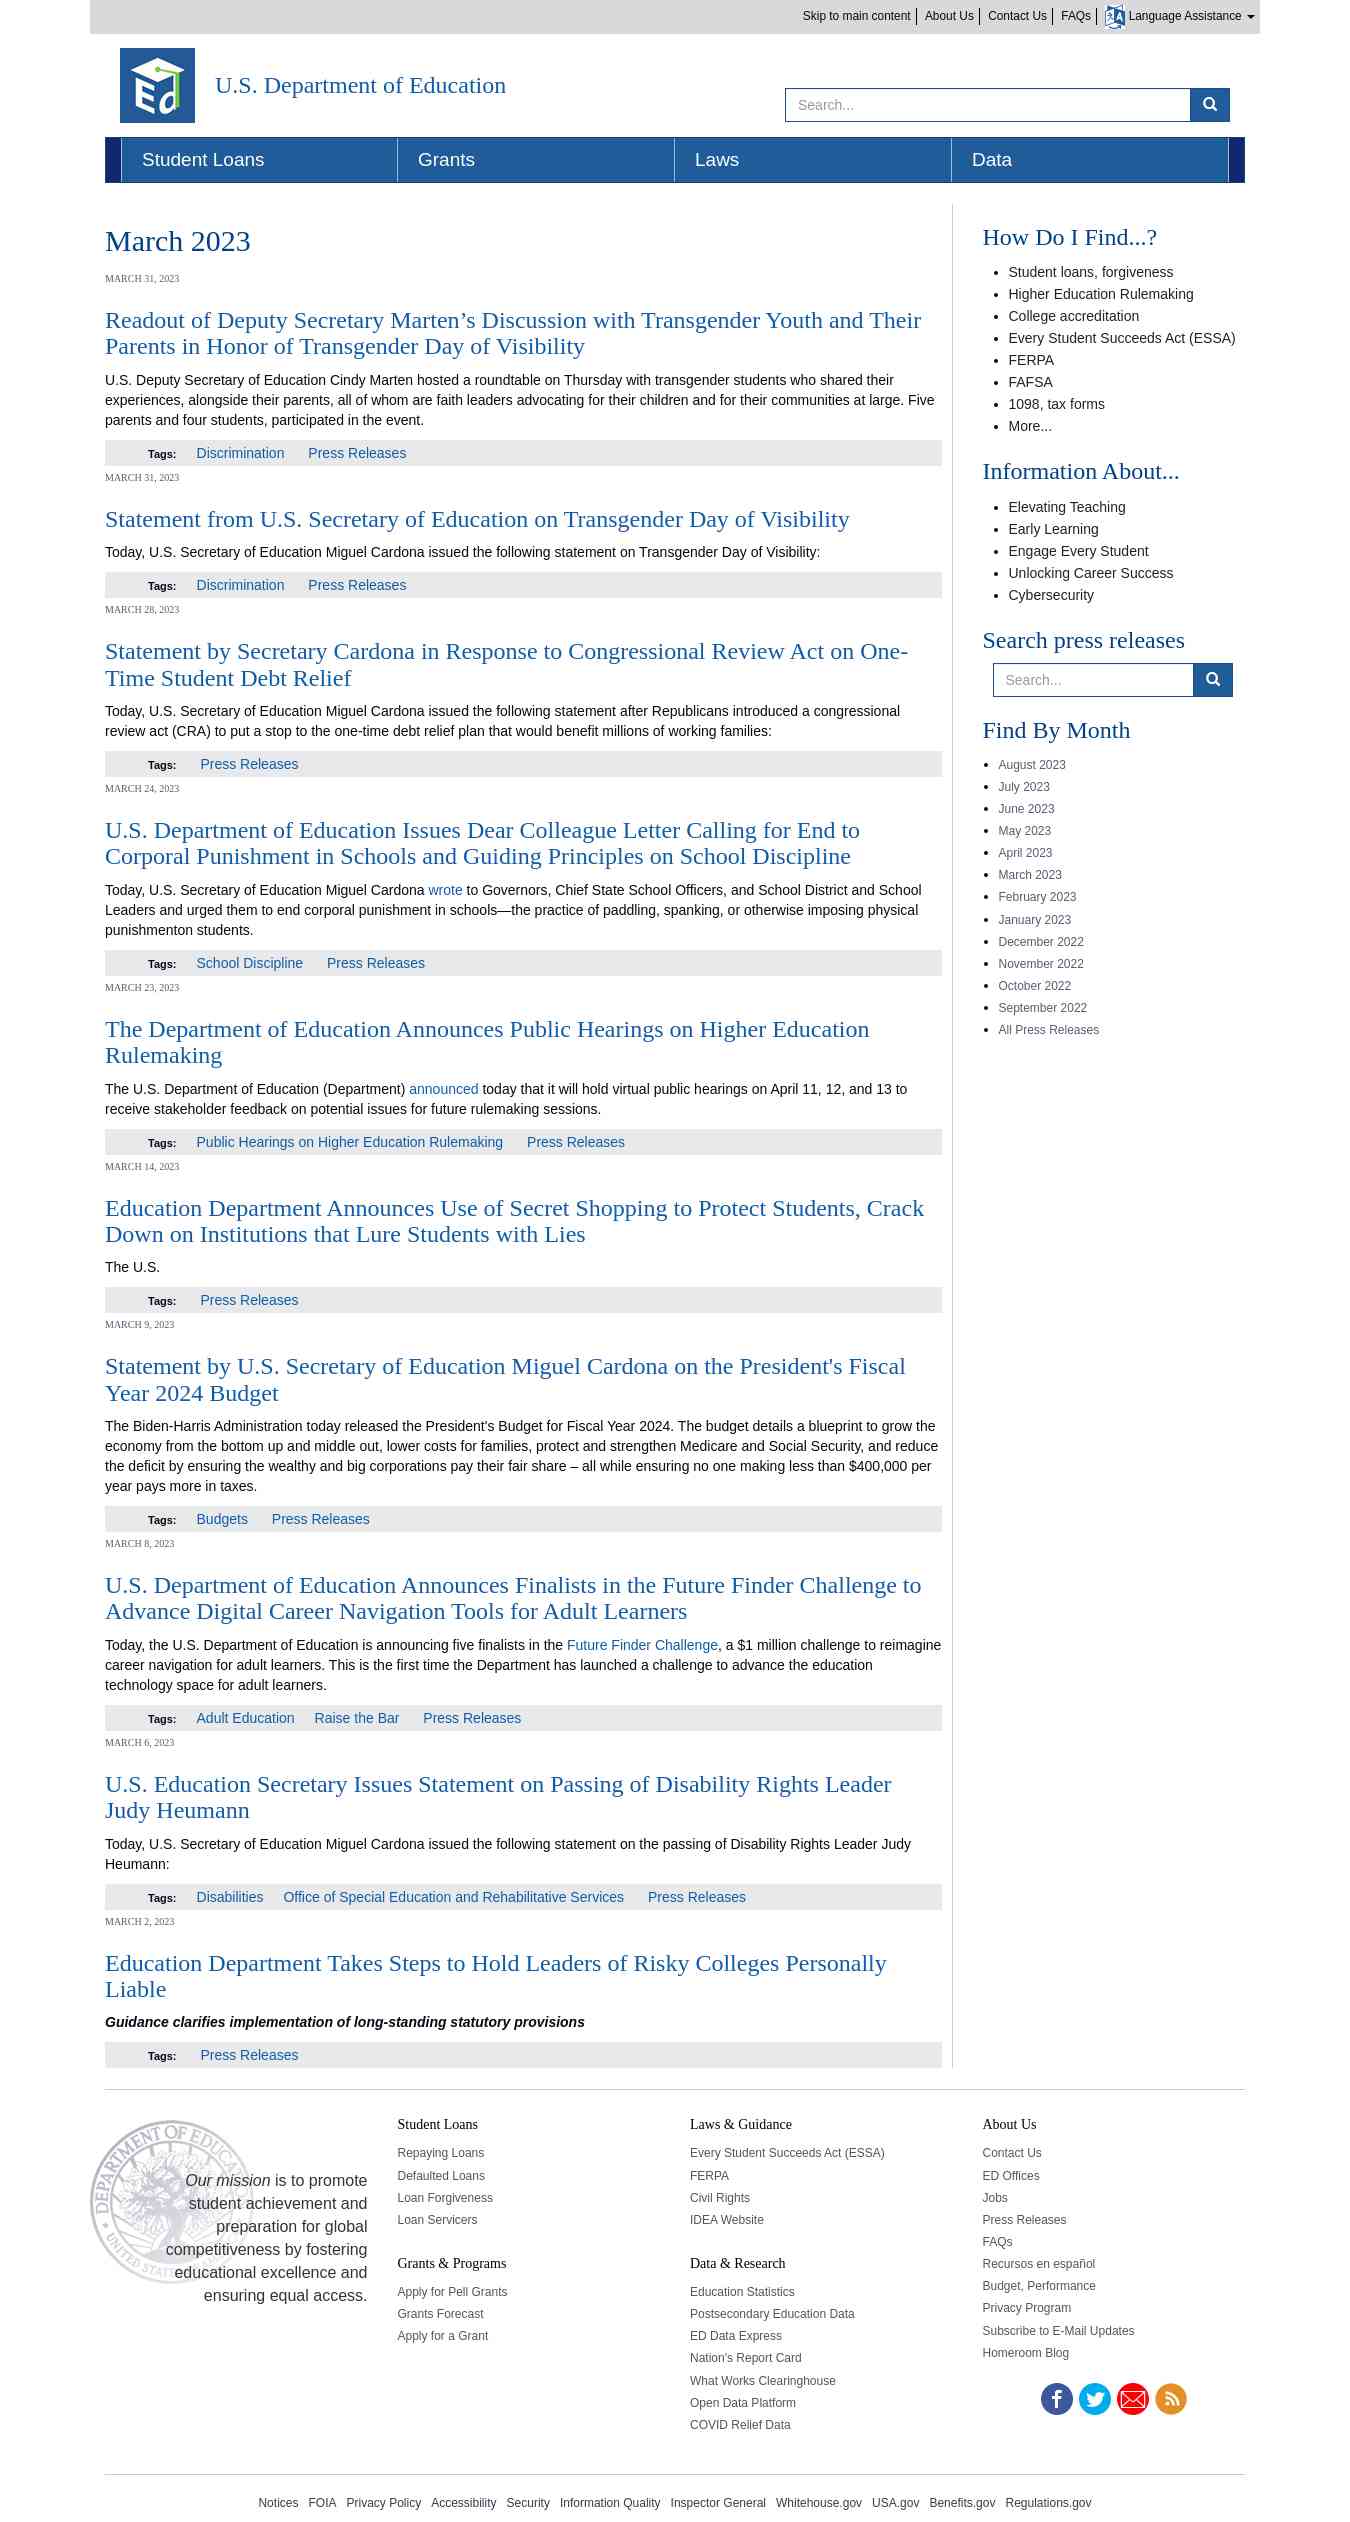 Skip to main content
About Us
Contact Us
FAQs
Language Assistance
Ed
U.S. Department of Education
Search...
Student Loans
Grants
Laws
Data
March 2023
MARCH 31, 2023
Readout of Deputy Secretary Marten’s Discussion with Transgender Youth and Their
Parents in Honor of Transgender Day of Visibility
U.S. Deputy Secretary of Education Cindy Marten hosted a roundtable on Thursday with transgender students who shared their
experiences, alongside their parents, all of whom are faith leaders advocating for their children and for their communities at large. Five
parents and four students, participated in the event.
Tags: Discrimination Press Releases
MARCH 31, 2023
Statement from U.S. Secretary of Education on Transgender Day of Visibility
Today, U.S. Secretary of Education Miguel Cardona issued the following statement on Transgender Day of Visibility:
Tags: Discrimination Press Releases
MARCH 28, 2023
Statement by Secretary Cardona in Response to Congressional Review Act on One-
Time Student Debt Relief
Today, U.S. Secretary of Education Miguel Cardona issued the following statement after Republicans introduced a congressional
review act (CRA) to put a stop to the one-time debt relief plan that would benefit millions of working families:
Tags: Press Releases
MARCH 24, 2023
U.S. Department of Education Issues Dear Colleague Letter Calling for End to
Corporal Punishment in Schools and Guiding Principles on School Discipline
Today, U.S. Secretary of Education Miguel Cardona wrote to Governors, Chief State School Officers, and School District and School
Leaders and urged them to end corporal punishment in schools—the practice of paddling, spanking, or otherwise imposing physical
punishmenton students.
Tags: School Discipline Press Releases
MARCH 23, 2023
The Department of Education Announces Public Hearings on Higher Education
Rulemaking
The U.S. Department of Education (Department) announced today that it will hold virtual public hearings on April 11, 12, and 13 to
receive stakeholder feedback on potential issues for future rulemaking sessions.
Tags: Public Hearings on Higher Education Rulemaking Press Releases
MARCH 14, 2023
Education Department Announces Use of Secret Shopping to Protect Students, Crack
Down on Institutions that Lure Students with Lies
The U.S.
Tags: Press Releases
MARCH 9, 2023
Statement by U.S. Secretary of Education Miguel Cardona on the President's Fiscal
Year 2024 Budget
The Biden-Harris Administration today released the President's Budget for Fiscal Year 2024. The budget details a blueprint to grow the
economy from the bottom up and middle out, lower costs for families, protect and strengthen Medicare and Social Security, and reduce
the deficit by ensuring the wealthy and big corporations pay their fair share – all while ensuring no one making less than $400,000 per
year pays more in taxes.
Tags: Budgets Press Releases
MARCH 8, 2023
U.S. Department of Education Announces Finalists in the Future Finder Challenge to
Advance Digital Career Navigation Tools for Adult Learners
Today, the U.S. Department of Education is announcing five finalists in the Future Finder Challenge, a $1 million challenge to reimagine
career navigation for adult learners. This is the first time the Department has launched a challenge to advance the education
technology space for adult learners.
Tags: Adult Education Raise the Bar Press Releases
MARCH 6, 2023
U.S. Education Secretary Issues Statement on Passing of Disability Rights Leader
Judy Heumann
Today, U.S. Secretary of Education Miguel Cardona issued the following statement on the passing of Disability Rights Leader Judy
Heumann:
Tags: Disabilities Office of Special Education and Rehabilitative Services Press Releases
MARCH 2, 2023
Education Department Takes Steps to Hold Leaders of Risky Colleges Personally
Liable
Guidance clarifies implementation of long-standing statutory provisions
Tags: Press Releases
How Do I Find...?
Student loans, forgiveness
Higher Education Rulemaking
College accreditation
Every Student Succeeds Act (ESSA)
FERPA
FAFSA
1098, tax forms
More...
Information About...
Elevating Teaching
Early Learning
Engage Every Student
Unlocking Career Success
Cybersecurity
Search press releases
Search...
Find By Month
August 2023
July 2023
June 2023
May 2023
April 2023
March 2023
February 2023
January 2023
December 2022
November 2022
October 2022
September 2022
All Press Releases
Our mission is to promote
student achievement and
preparation for global
competitiveness by fostering
educational excellence and
ensuring equal access.
Student Loans
Repaying Loans
Defaulted Loans
Loan Forgiveness
Loan Servicers
Grants & Programs
Apply for Pell Grants
Grants Forecast
Apply for a Grant
Laws & Guidance
Every Student Succeeds Act (ESSA)
FERPA
Civil Rights
IDEA Website
Data & Research
Education Statistics
Postsecondary Education Data
ED Data Express
Nation's Report Card
What Works Clearinghouse
Open Data Platform
COVID Relief Data
About Us
Contact Us
ED Offices
Jobs
Press Releases
FAQs
Recursos en español
Budget, Performance
Privacy Program
Subscribe to E-Mail Updates
Homeroom Blog
Notices FOIA Privacy Policy Accessibility Security Information Quality Inspector General Whitehouse.gov USA.gov Benefits.gov Regulations.gov